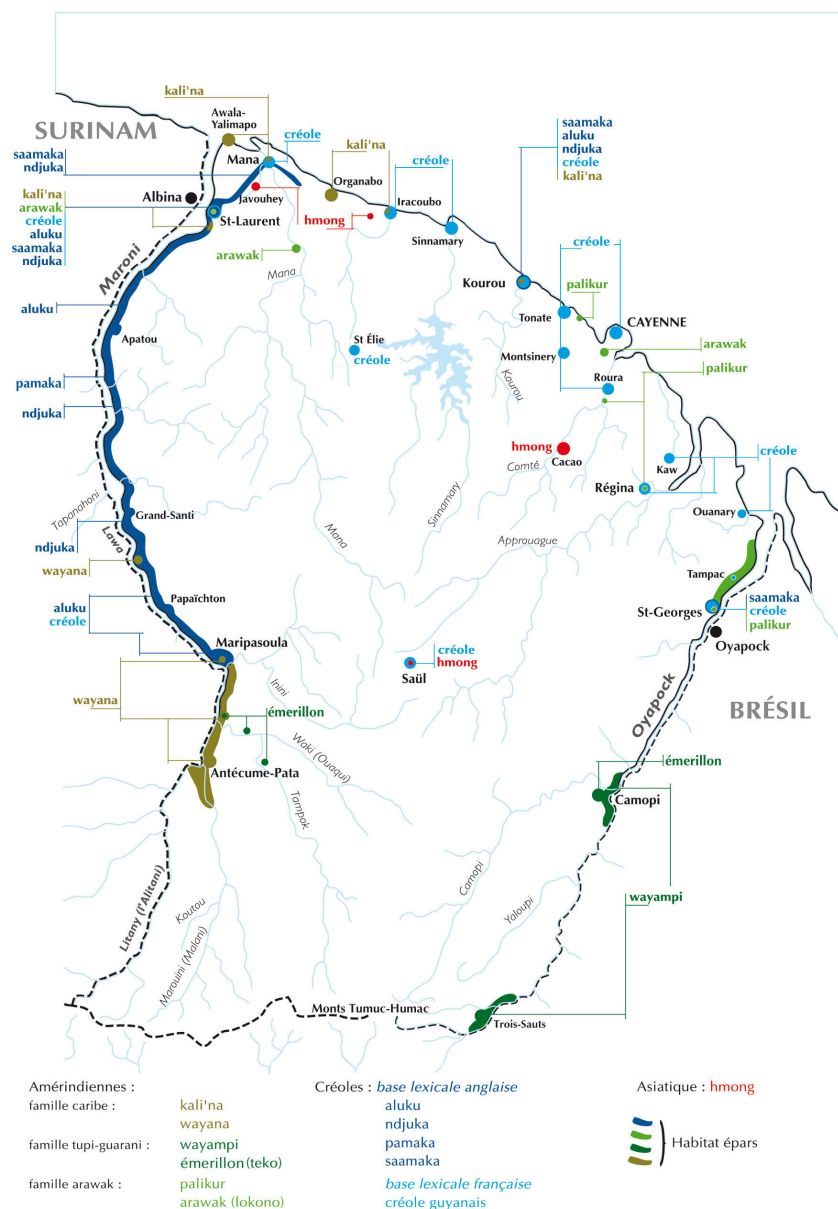 kali'na
Awala-
Yalimapo
SURINAM
créole
saamaka
ndjuka
Mana
kali'na
créole
saamaka
aluku
ndjuka
créole
kali'na
Albina
Javouhey
Organabo
Iracoubo
kali'na
arawak
créole
aluku
saamaka
ndjuka
St-Laurent
hmong
Sinnamary
créole
arawak
Maroni
Mana
Kourou
palikur
aluku
Apatou
Tonate
CAYENNE
St Élie
créole
Montsinery
arawak
Kourou
palikur
pamaka
Roura
ndjuka
hmong
Cacao
Comté
créole
Kaw
Régina
Tapanahoni
Grand-Santi
Sinnamary
Ouanary
Lawa
Mana
Approuague
ndjuka
wayana
Tampac
aluku
créole
Papaïchton
St-Georges
saamaka
créole
palikur
Maripasoula
Oyapock
créole
hmong
Saül
Inini
wayana
Oyapock
BRÉSIL
émerillon
Waki (Ouaqui)
Antécume-Pata
émerillon
Tampok
Camopi
Camopi
Litany (l'Alitani)
Koutou
Marouini (Malani)
Yaloupi
wayampi
Monts Tumuc-Humac
Trois-Sauts
Amérindiennes :
famille caribe : kali'na
wayana
famille tupi-guarani : wayampi
émerillon (teko)
famille arawak : palikur
arawak (lokono)
Créoles : base lexicale anglaise
aluku
ndjuka
pamaka
saamaka
base lexicale française
créole guyanais
Asiatique : hmong
Habitat épars